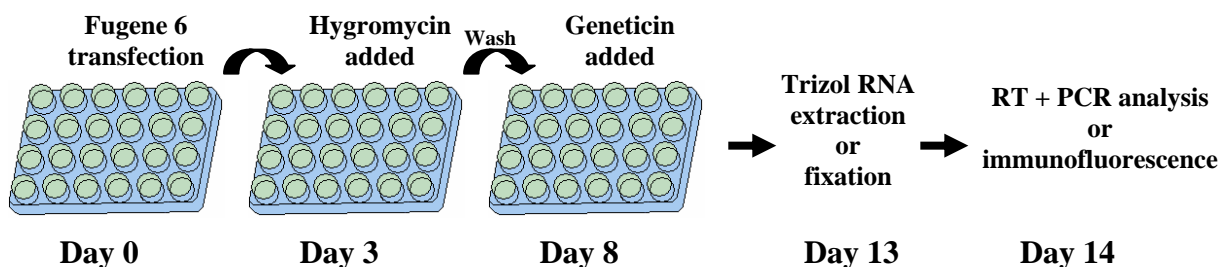 Fugene 6
transfection
Hygromycin
added
Wash
Geneticin
added
Trizol RNA
extraction
or
fixation
RT + PCR analysis
or
immunofluorescence
Day 0
Day 3
Day 8
Day 13
Day 14